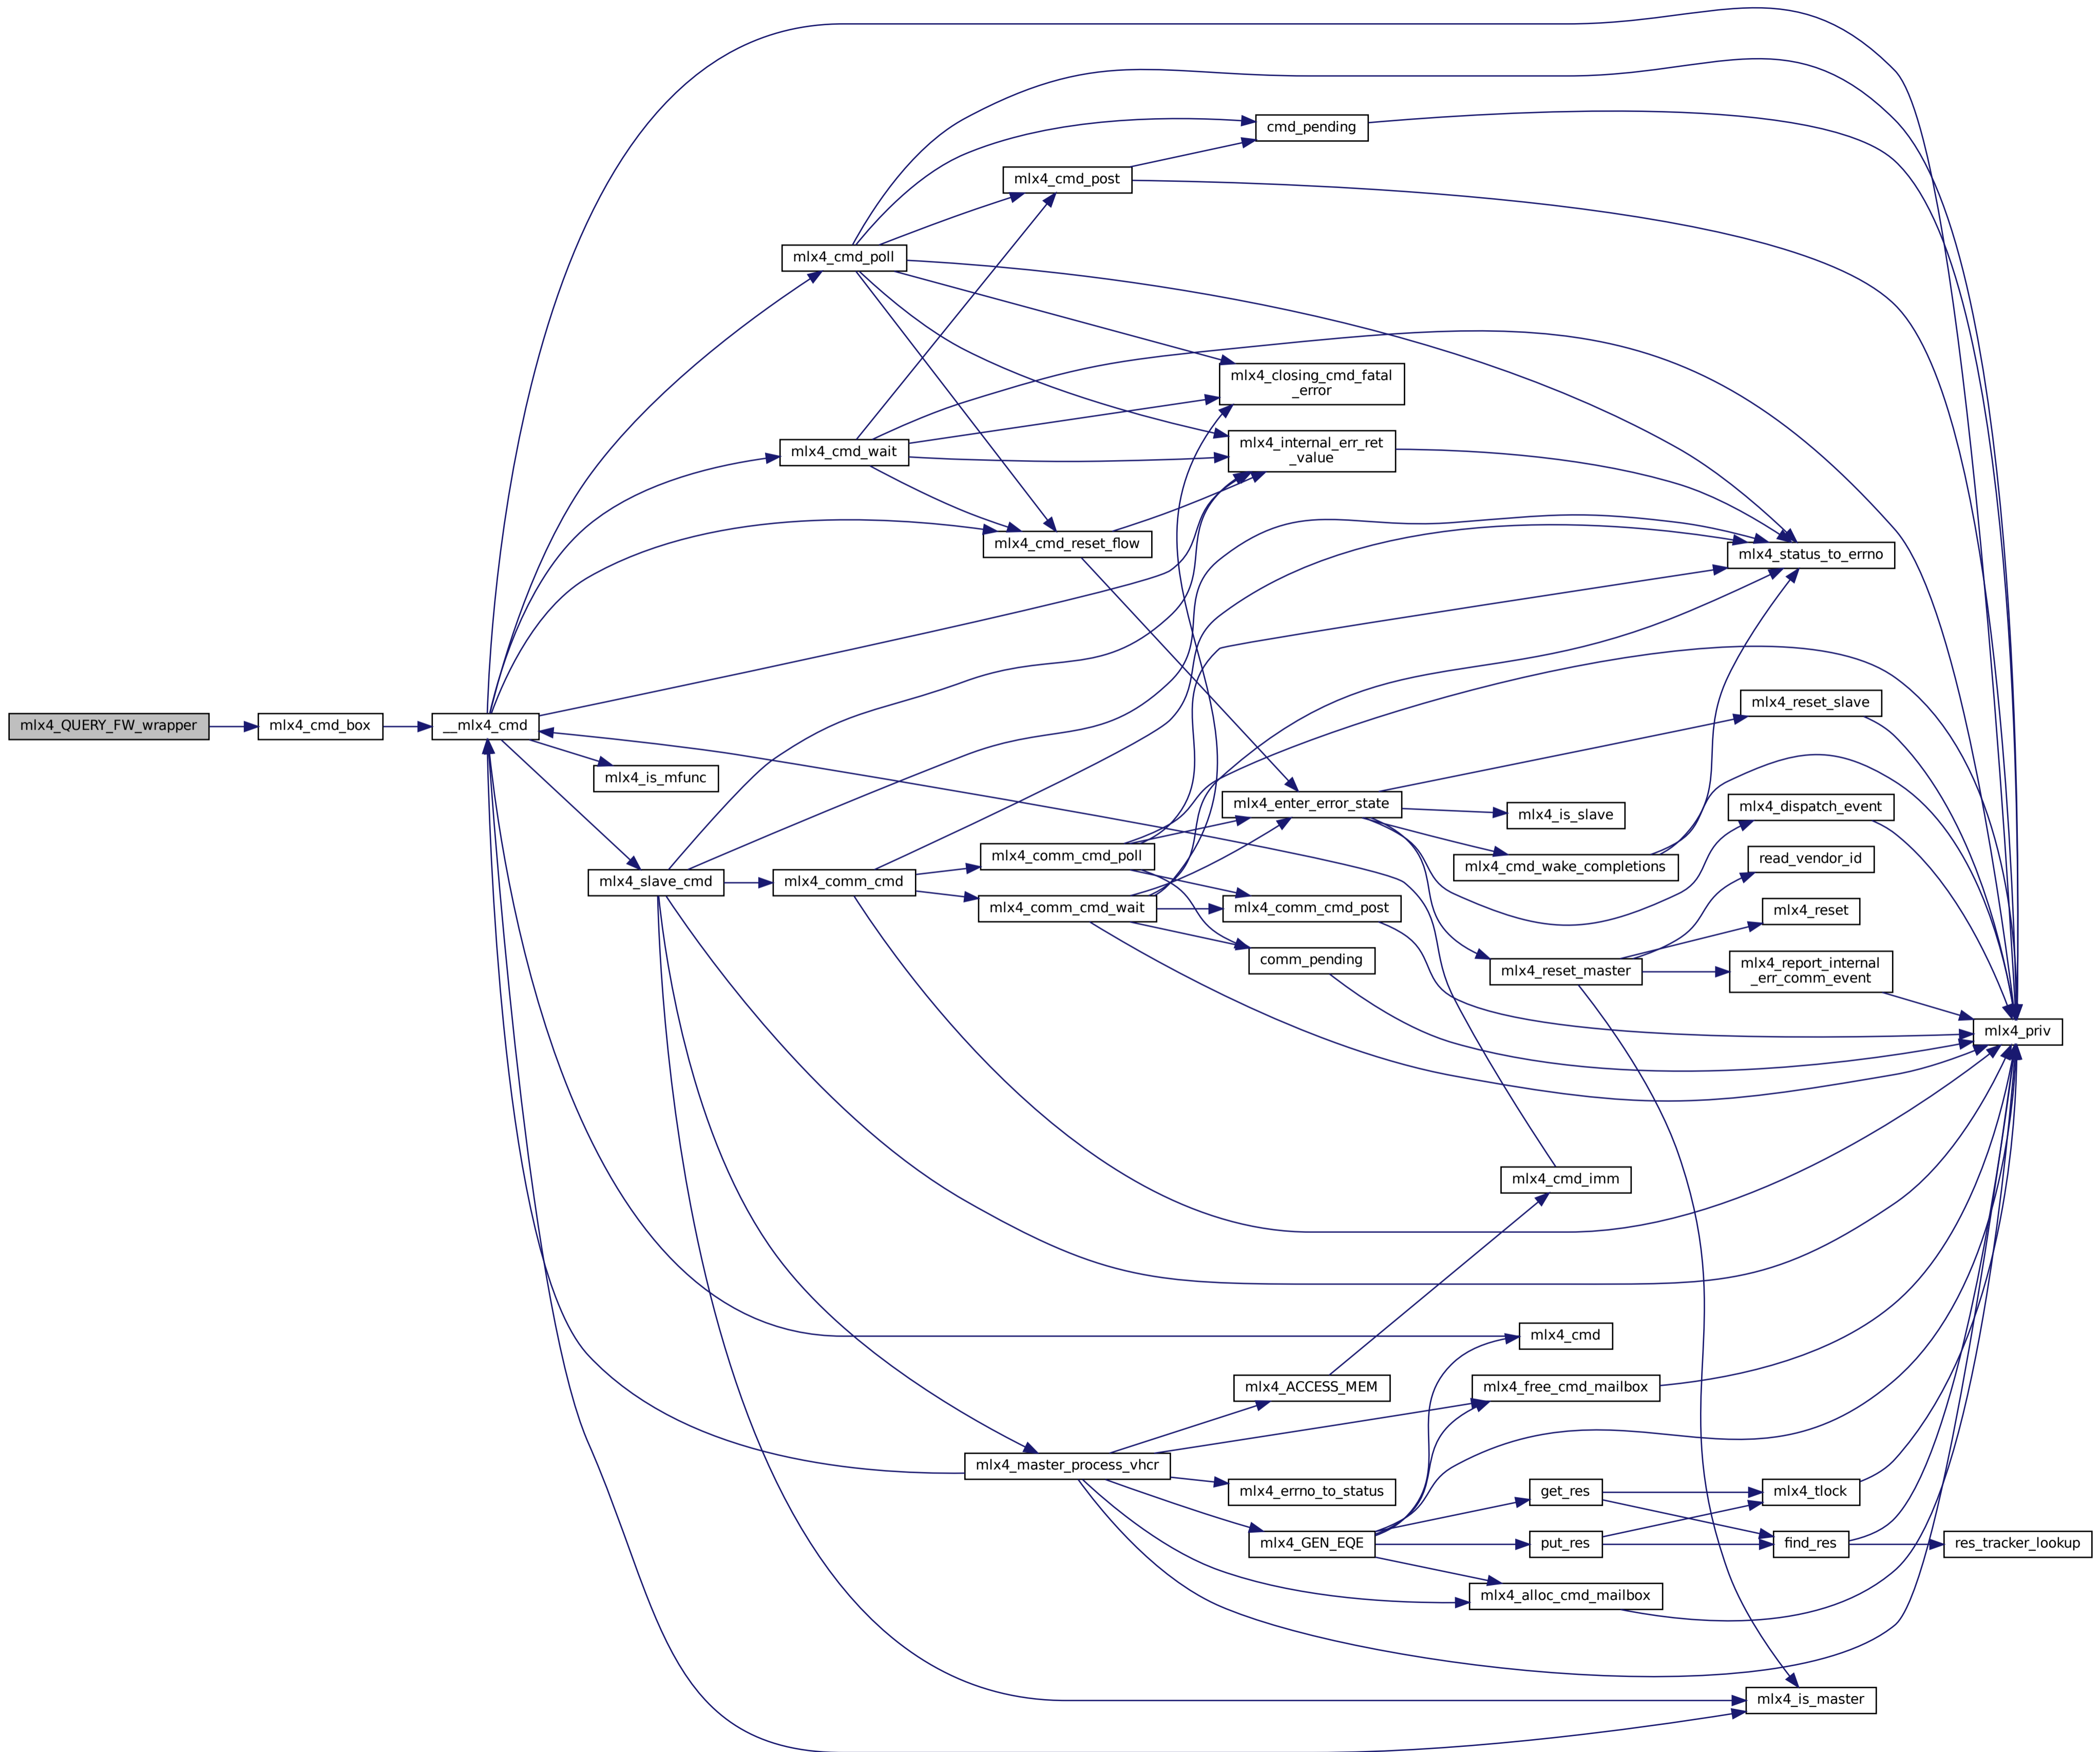 cmd_pending
mlx4_cmd_post
mlx4_cmd_poll
mlx4_closing_cmd_fatal
_error
mlx4_cmd_wait
mlx4_internal_err_ret
_value
mlx4_cmd_reset_flow
mlx4_status_to_errno
mlx4_reset_slave
mlx4_QUERY_FW_wrapper
mlx4_cmd_box
__mlx4_cmd
mlx4_is_mfunc
mlx4_enter_error_state
mlx4_is_slave
mlx4_dispatch_event
mlx4_comm_cmd_poll
mlx4_cmd_wake_completions
read_vendor_id
mlx4_slave_cmd
mlx4_comm_cmd
mlx4_comm_cmd_wait
mlx4_comm_cmd_post
mlx4_reset
comm_pending
mlx4_reset_master
mlx4_report_internal
_err_comm_event
mlx4_priv
mlx4_cmd_imm
mlx4_cmd
mlx4_ACCESS_MEM
mlx4_free_cmd_mailbox
mlx4_master_process_vhcr
mlx4_errno_to_status
get_res
mlx4_tlock
mlx4_GEN_EQE
put_res
find_res
res_tracker_lookup
mlx4_alloc_cmd_mailbox
mlx4_is_master